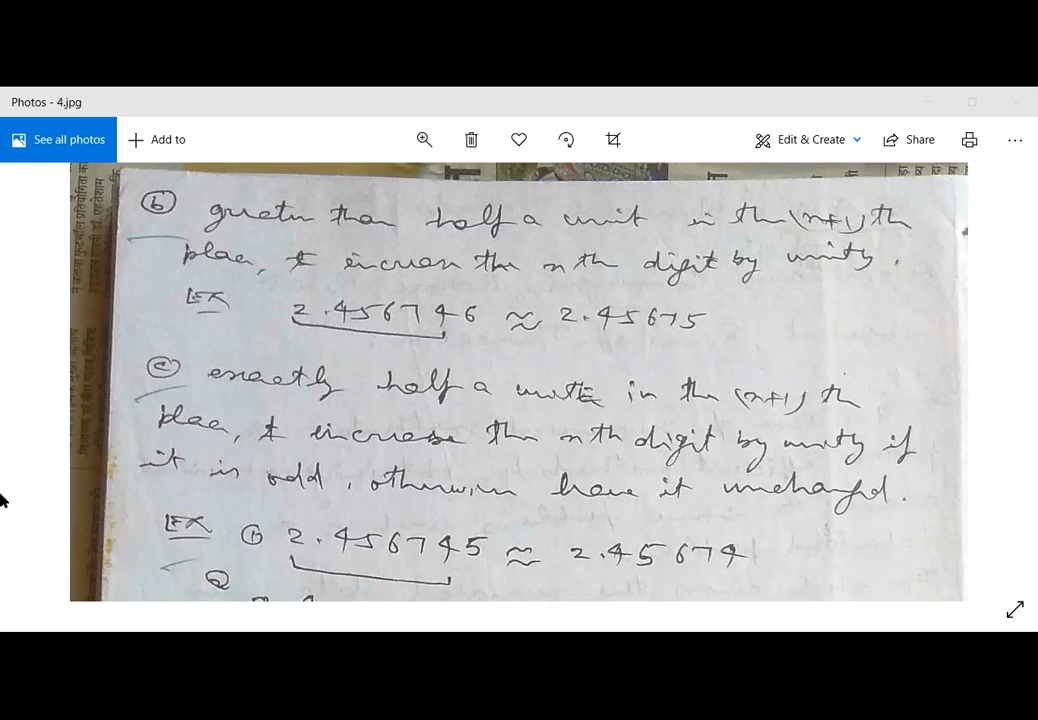 Photos - 4.jpg
See all photos
Add to
Edit & Create
Share
(b) greater than half a unit in the (n+1)th
place, increase the nth digit by unity.
EX 2.456746 ≈ 2.45675
(c) exactly half a unit in the (n+1)th
place, increase the nth digit by unity if
it is odd, otherwise leave it unchanged.
EX (1) 2.456745 ≈ 2.45674
(2)